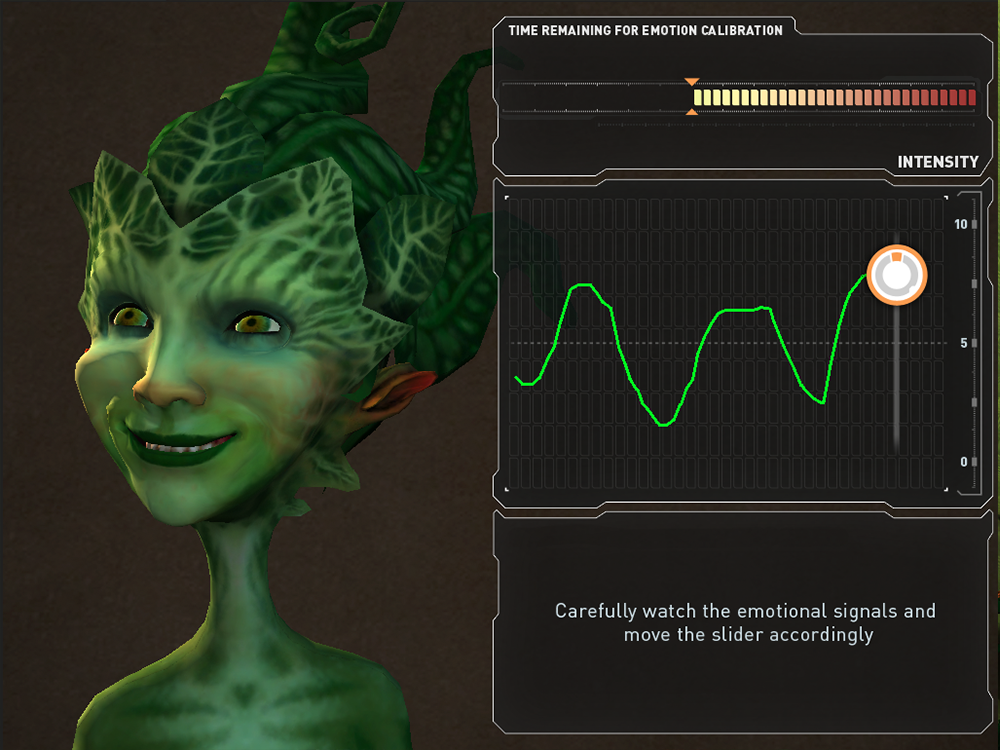 TIME REMAINING FOR EMOTION CALIBRATION
INTENSITY
10
5
0
Carefully watch the emotional signals and
move the slider accordingly